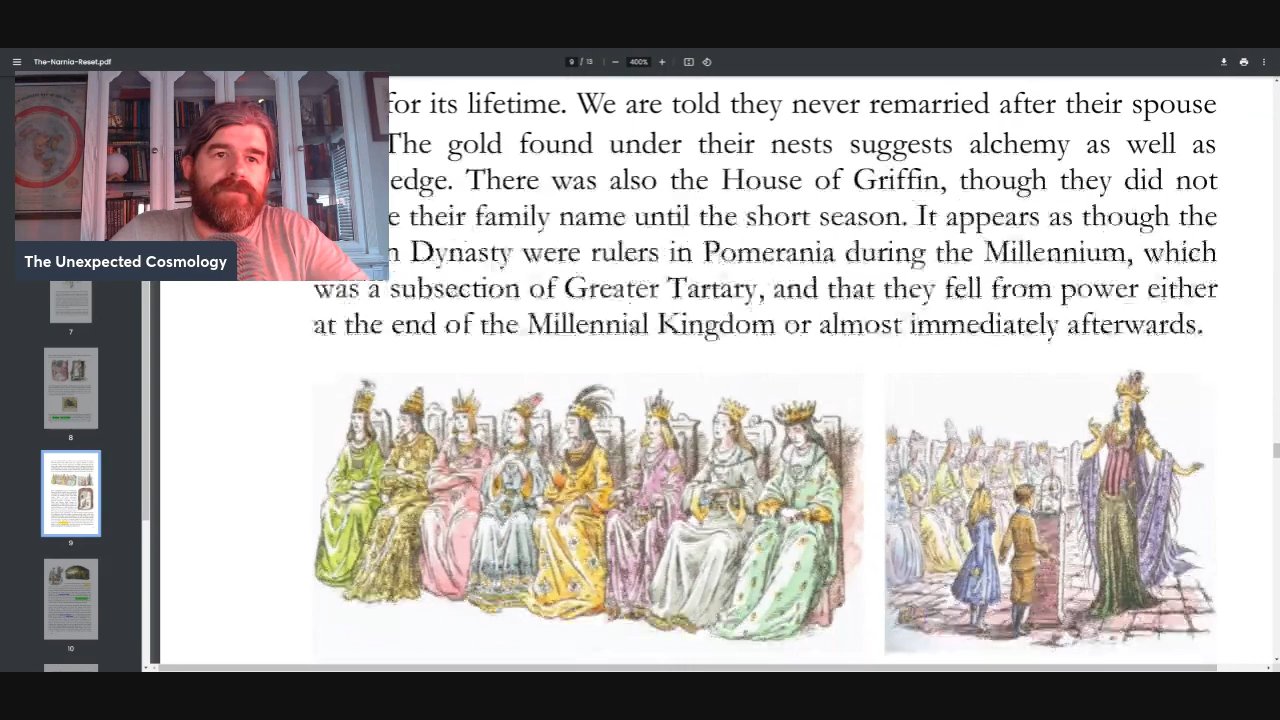 The-Narnia-Reset.pdf
9 / 13
400%
for its lifetime. We are told they never remarried after their spouse
The gold found under their nests suggests alchemy as well as
edge. There was also the House of Griffin, though they did not
e their family name until the short season. It appears as though the
n Dynasty were rulers in Pomerania during the Millennium, which
was a subsection of Greater Tartary, and that they fell from power either
at the end of the Millennial Kingdom or almost immediately afterwards.
The Unexpected Cosmology
7
8
9
10